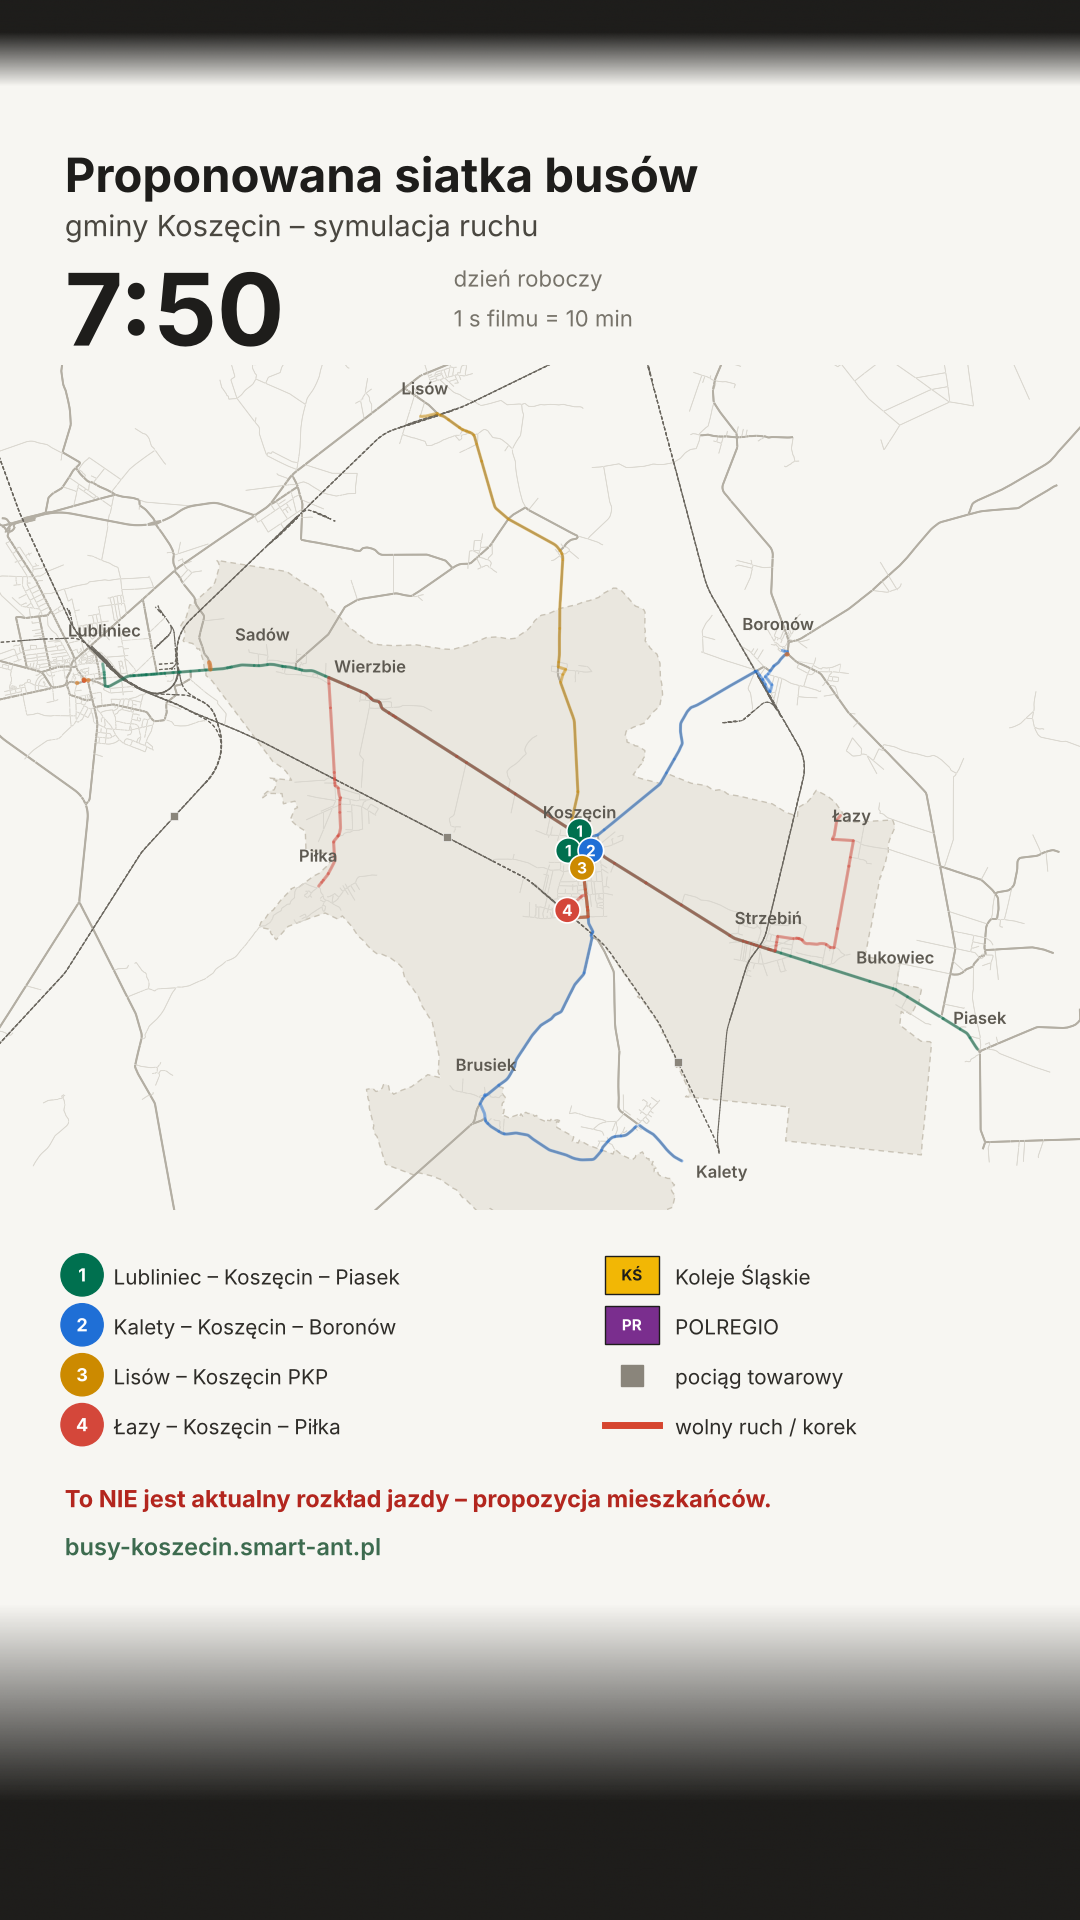 Proponowana siatka busów
gminy Koszęcin – symulacja ruchu
7:50
dzień roboczy
1 s filmu = 10 min
Lisów
Lubliniec
Sadów
Wierzbie
Boronów
Koszęcin
1
1 2
3
4
Łazy
Piłka
Strzebiń
Bukowiec
Piasek
Brusiek
Kalety
1 Lubliniec – Koszęcin – Piasek
2 Kalety – Koszęcin – Boronów
3 Lisów – Koszęcin PKP
4 Łazy – Koszęcin – Piłka
KŚ Koleje Śląskie
PR POLREGIO
pociąg towarowy
wolny ruch / korek
To NIE jest aktualny rozkład jazdy – propozycja mieszkańców.
busy-koszecin.smart-ant.pl